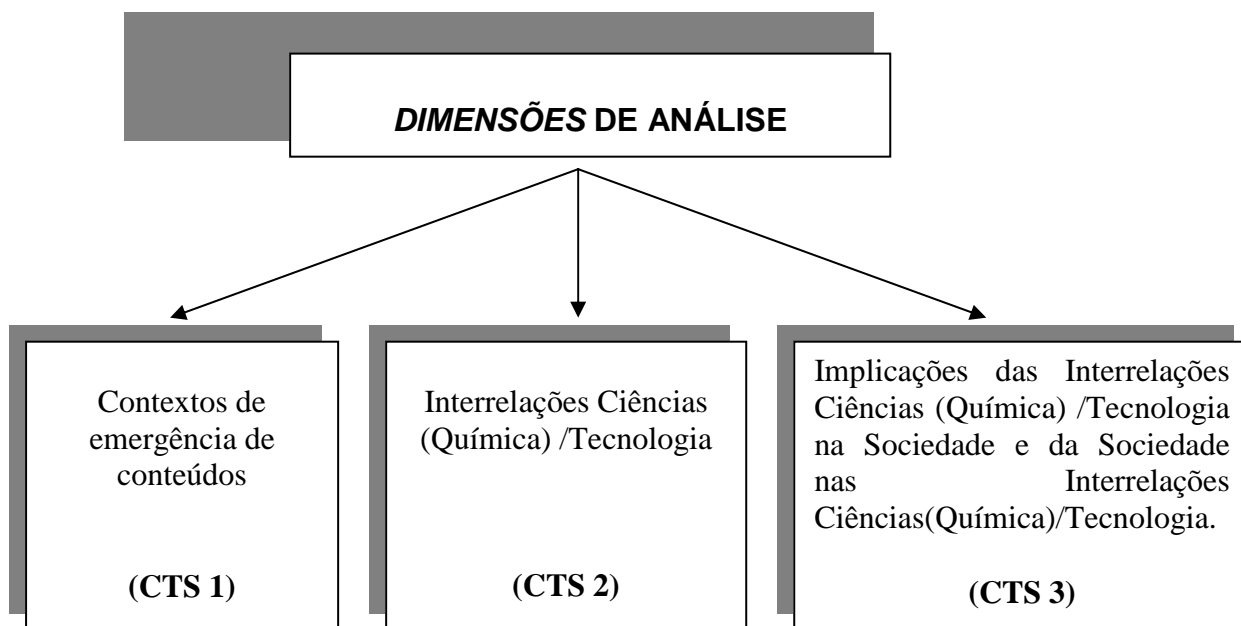 DIMENSÕES DE ANÁLISE
Contextos de
emergência de
conteúdos
(CTS 1)
Interrelações Ciências
(Química) /Tecnologia
(CTS 2)
Implicações das Interrelações
Ciências (Química) /Tecnologia
na Sociedade e da Sociedade
nas Interrelações
Ciências(Química)/Tecnologia.
(CTS 3)